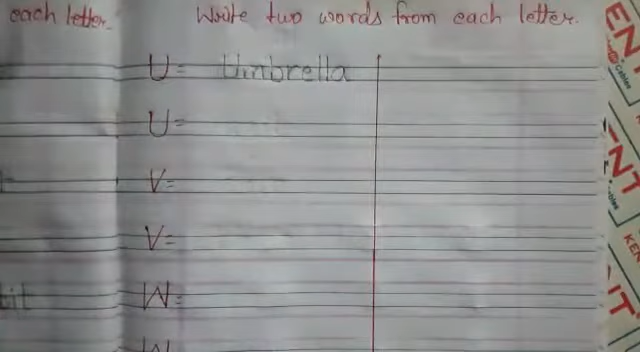 each letter. Write two words from each letter.
U = Umbrella
U =
V =
V =
W =
W